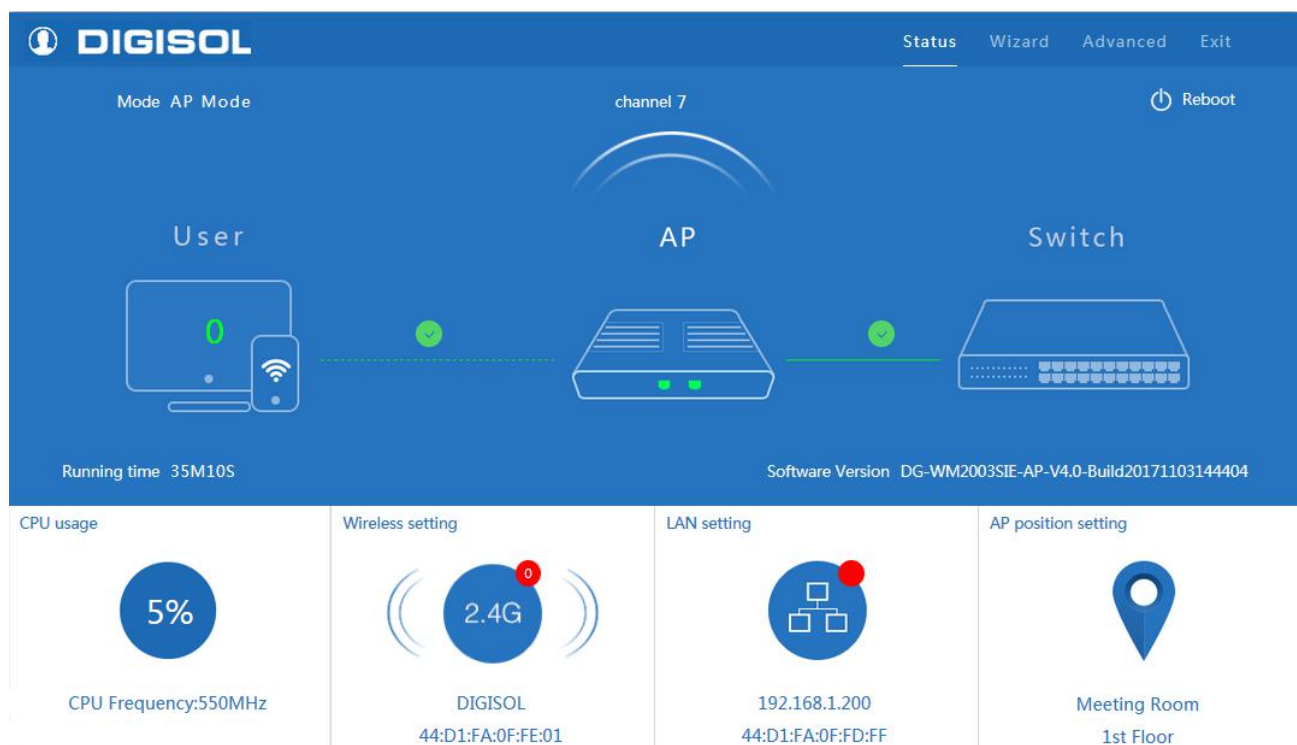 DIGISOL
Status Wizard Advanced Exit
Mode AP Mode
channel 7
Reboot
User
AP
Switch
0
Running time 35M10S
Software Version DG-WM2003SIE-AP-V4.0-Build20171103144404
CPU usage
Wireless setting
LAN setting
AP position setting
5%
0
2.4G
CPU Frequency:550MHz
DIGISOL
192.168.1.200
Meeting Room
44:D1:FA:0F:FE:01
44:D1:FA:0F:FD:FF
1st Floor